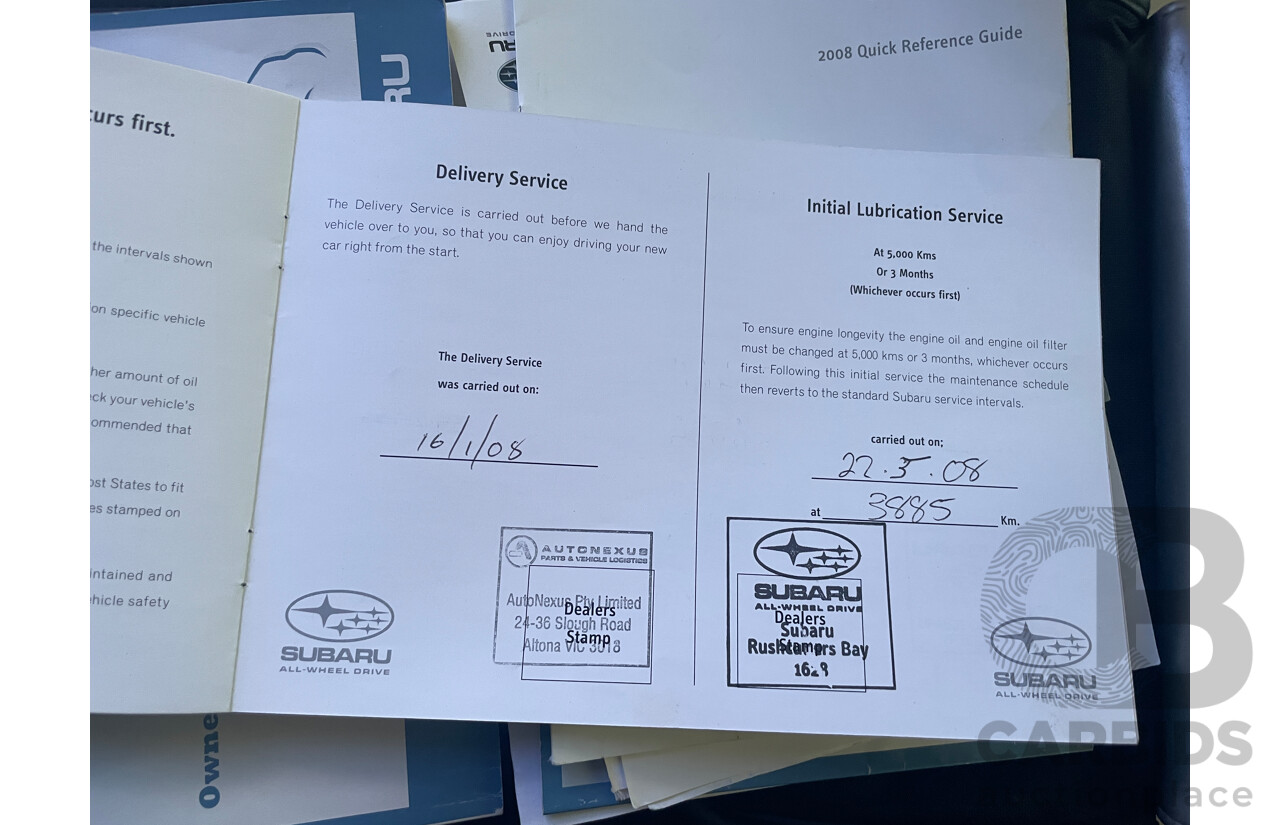 2008 Quick Reference Guide
urs first.
the intervals shown
on specific vehicle
her amount of oil
ck your vehicle's
ommended that
ost States to fit
es stamped on
intained and
hicle safety
Delivery Service
The Delivery Service is carried out before we hand the
vehicle over to you, so that you can enjoy driving your new
car right from the start.
The Delivery Service
was carried out on:
16/1/08
AUTONEXUS
PARTS & VEHICLE LOGISTICS
AutoNexus Pty Limited
24-36 Slough Road
Altona VIC 3018
Dealers
Stamp
SUBARU
ALL-WHEEL DRIVE
Initial Lubrication Service
At 5,000 Kms
Or 3 Months
(Whichever occurs first)
To ensure engine longevity the engine oil and engine oil filter
must be changed at 5,000 kms or 3 months, whichever occurs
first. Following this initial service the maintenance schedule
then reverts to the standard Subaru service intervals.
carried out on;
22.5.08
at 3885 Km.
SUBARU
ALL-WHEEL DRIVE
Dealers
Subaru
Stamp
Bay
SUBARU
ALL-WHEEL DRIVE
RU
Owne
CARBIDS